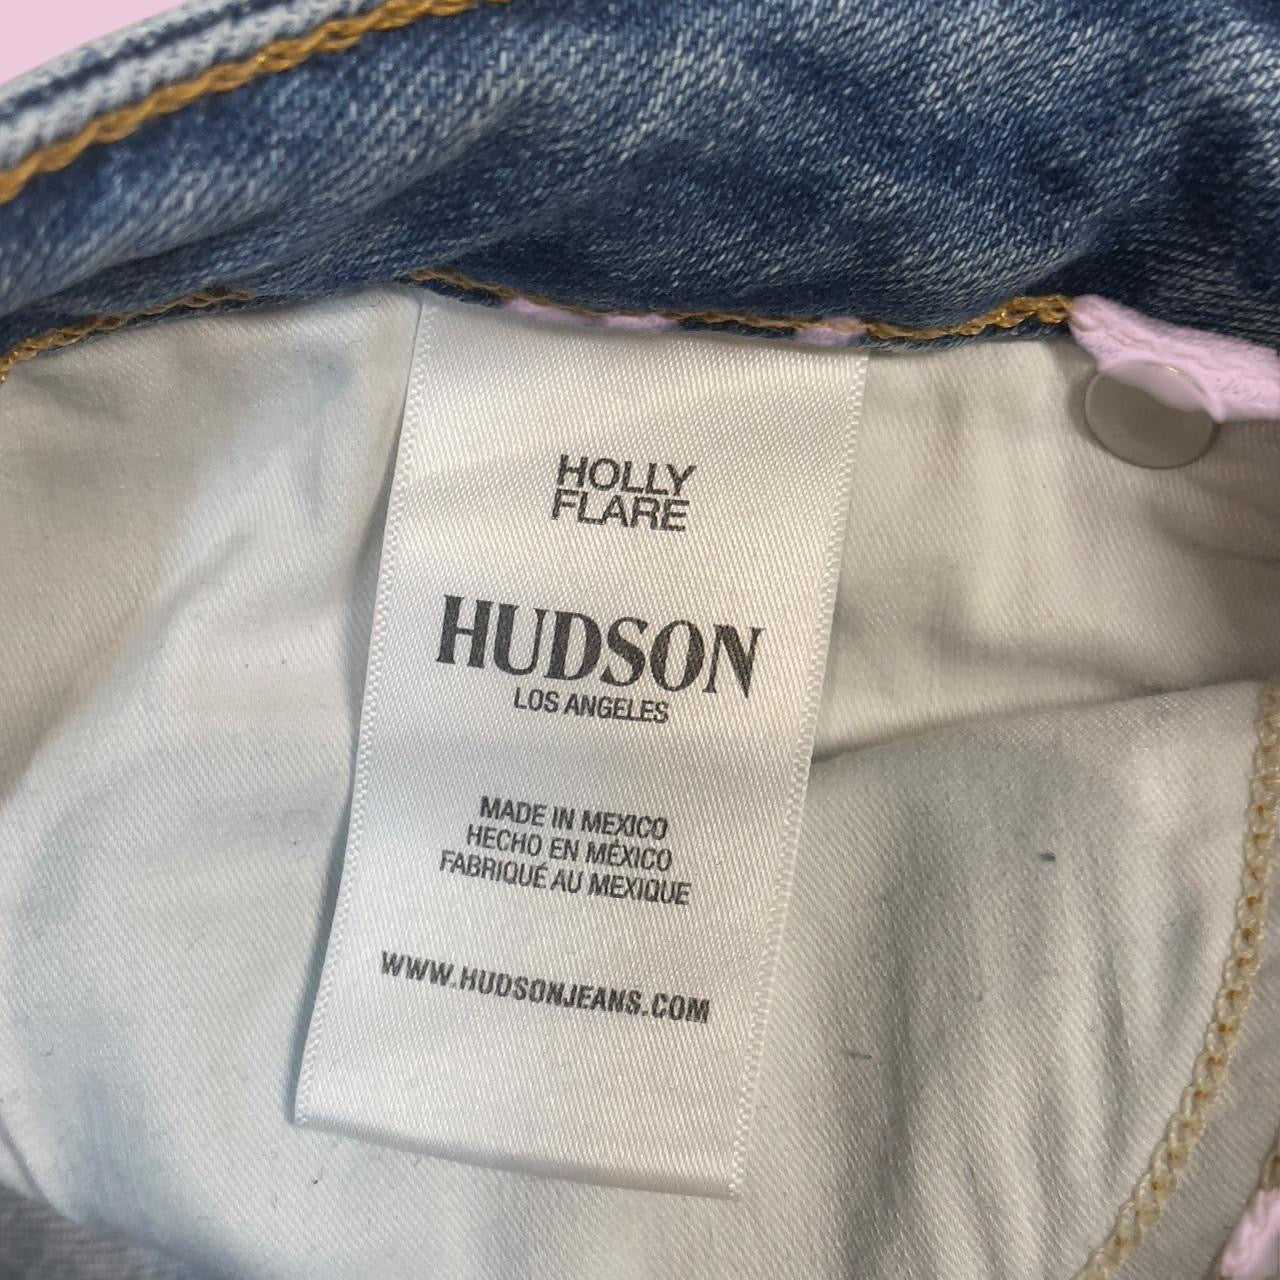 HOLLY
FLARE
HUDSON
LOS ANGELES
MADE IN MEXICO
HECHO EN MÉXICO
FABRIQUÉ AU MEXIQUE
WWW.HUDSONJEANS.COM